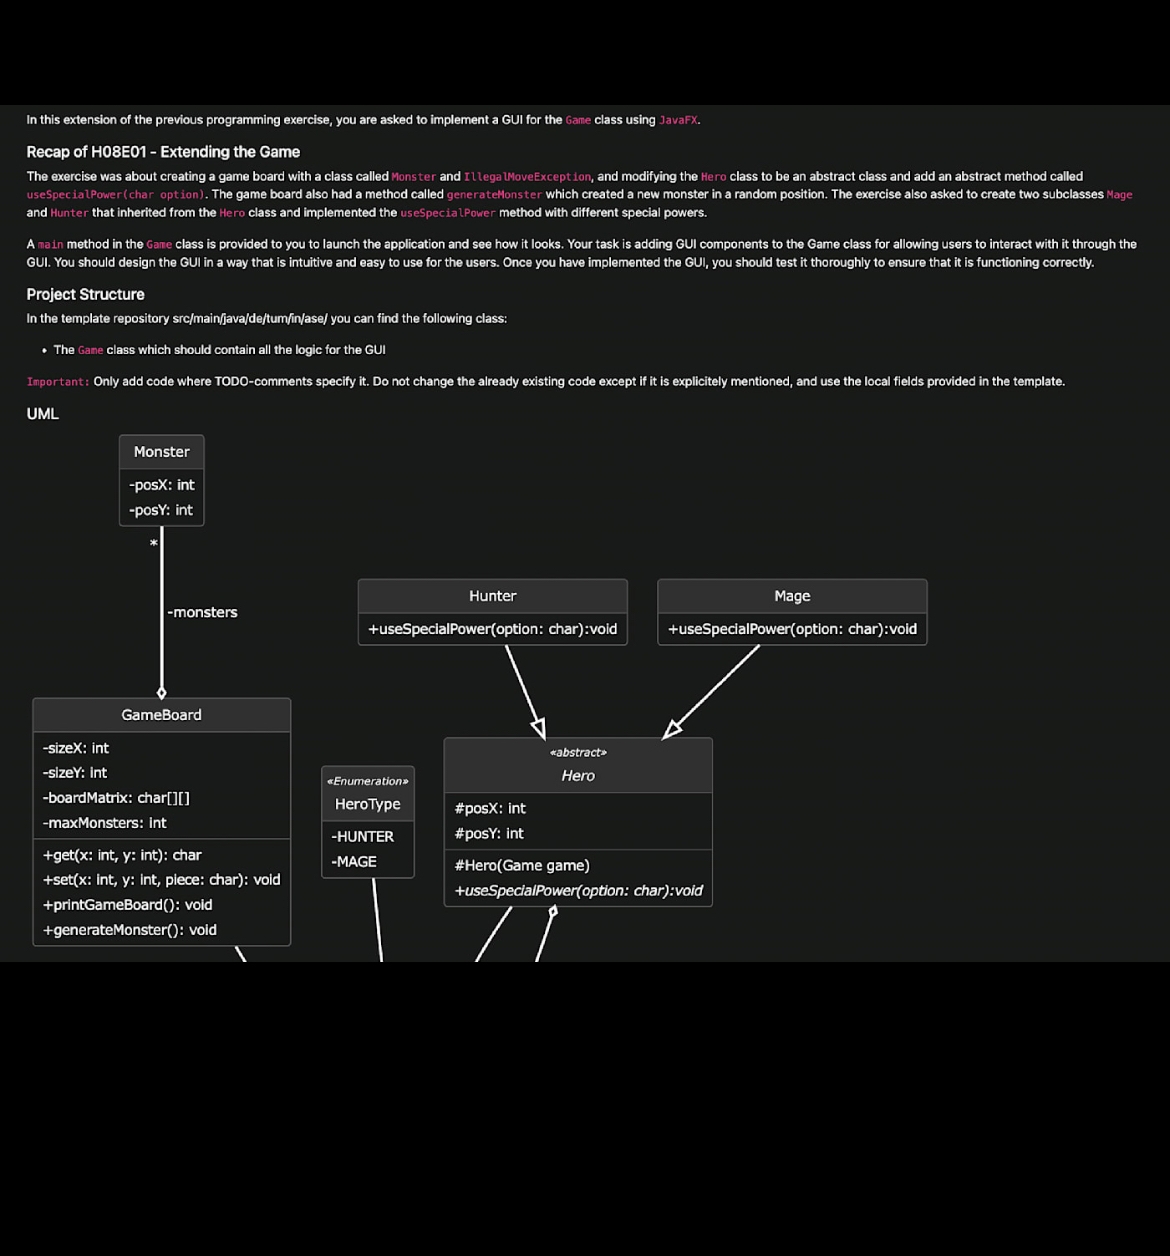 In this extension of the previous programming exercise, you are asked to implement a GUI for the Game class using JavaFX.
Recap of H08E01 - Extending the Game
The exercise was about creating a game board with a class called Monster and IllegalMoveException, and modifying the Hero class to be an abstract class and add an abstract method called
useSpecialPower(char option). The game board also had a method called generateMonster which created a new monster in a random position. The exercise also asked to create two subclasses Mage
and Hunter that inherited from the Hero class and implemented the useSpecialPower method with different special powers.
A main method in the Game class is provided to you to launch the application and see how it looks. Your task is adding GUI components to the Game class for allowing users to interact with it through the
GUI. You should design the GUI in a way that is intuitive and easy to use for the users. Once you have implemented the GUI, you should test it thoroughly to ensure that it is functioning correctly.
Project Structure
In the template repository src/main/java/de/tum/in/ase/ you can find the following class:
• The Game class which should contain all the logic for the GUI
Important: Only add code where TODO-comments specify it. Do not change the already existing code except if it is explicitely mentioned, and use the local fields provided in the template.
UML
Monster
-posX: int
-posY: int
*
-monsters
Hunter
+useSpecialPower(option: char):void
Mage
+useSpecialPower(option: char):void
GameBoard
-sizeX: int
-sizeY: int
-boardMatrix: char[][]
-maxMonsters: int
+get(x: int, y: int): char
+set(x: int, y: int, piece: char): void
+printGameBoard(): void
+generateMonster(): void
«Enumeration»
HeroType
-HUNTER
-MAGE
«abstract»
Hero
#posX: int
#posY: int
#Hero(Game game)
+useSpecialPower(option: char):void